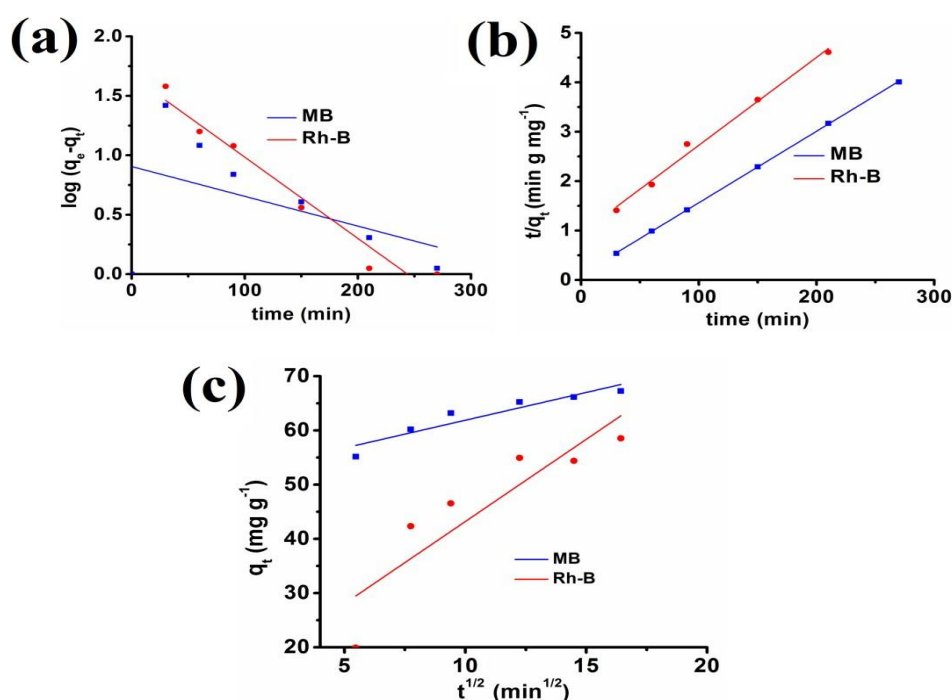 (a)
2.0
1.5
1.0
0.5
0.0
log (qₑ-qₜ)
MB
Rh-B
0 100 200 300
time (min)
(b)
5
4
3
2
1
0
t/qₜ (min g mg⁻¹)
MB
Rh-B
0 100 200 300
time (min)
(c)
70
60
50
40
30
20
qₜ (mg g⁻¹)
MB
Rh-B
5 10 15 20
t¹/² (min¹/²)